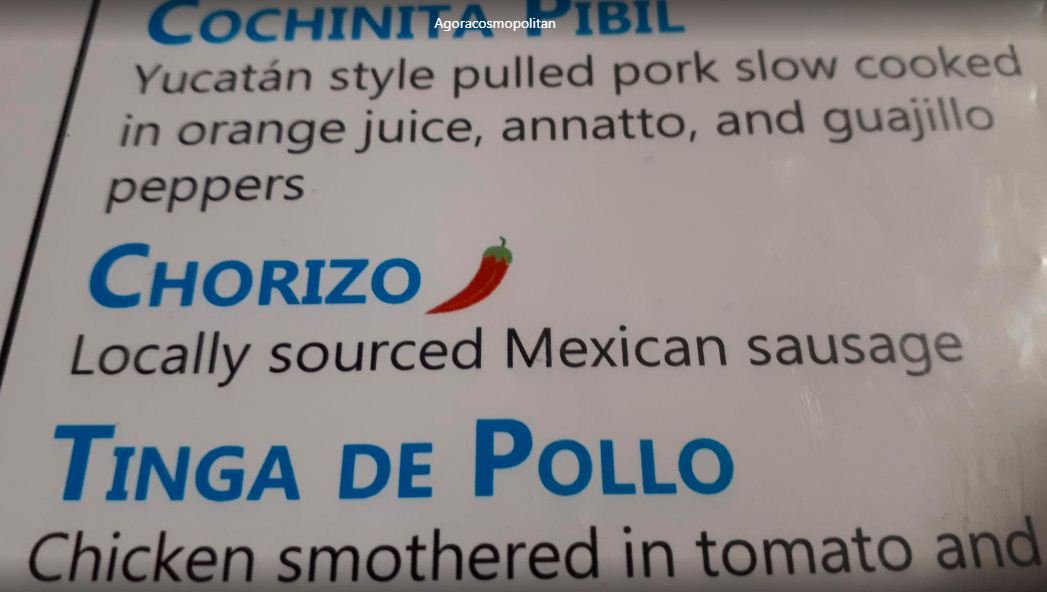 Agoracosmopolitan
COCHINITA PIBIL
Yucatán style pulled pork slow cooked
in orange juice, annatto, and guajillo
peppers
CHORIZO
Locally sourced Mexican sausage
TINGA DE POLLO
Chicken smothered in tomato and